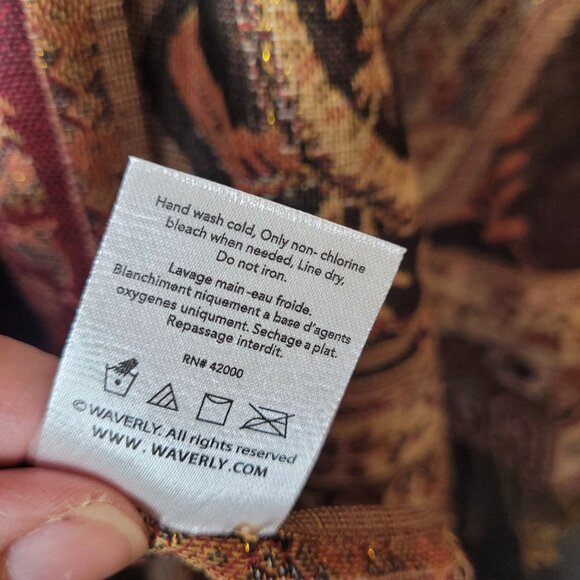 Hand wash cold, Only non- chlorine
bleach when needed, Line dry,
Do not iron.
Lavage main-eau froide.
Blanchiment niquement a base d'agents
oxygenes uniqument. Sechage a plat.
Repassage interdit.
RN# 42000
©WAVERLY. All rights reserved
WWW.WAVERLY.COM